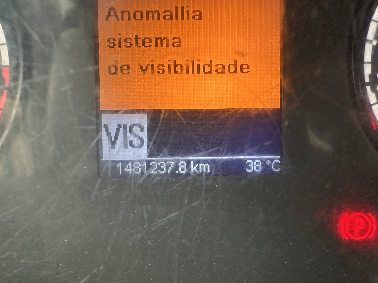 Anomallia
sistema
de visibilidade
VIS
1481237.8 km 38 °C